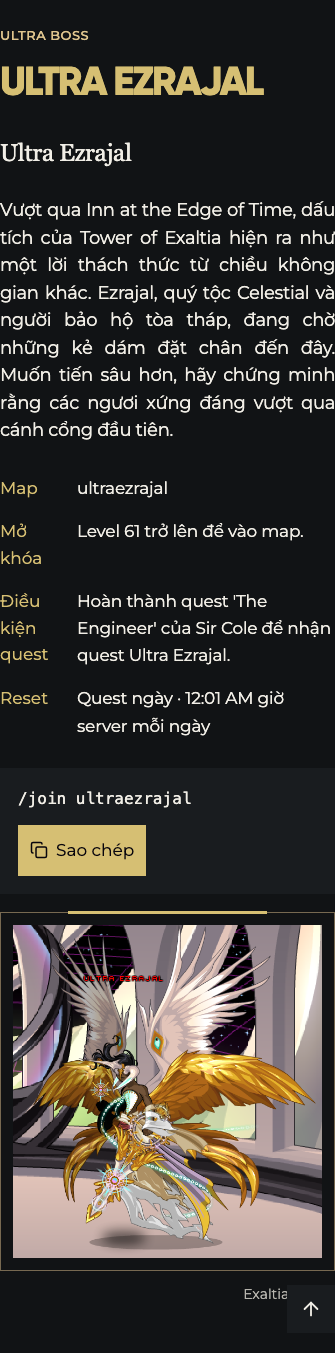 ULTRA BOSS
ULTRA EZRAJAL
Ultra Ezrajal
Vượt qua Inn at the Edge of Time, dấu
tích của Tower of Exaltia hiện ra như
một lời thách thức từ chiều không
gian khác. Ezrajal, quý tộc Celestial và
người bảo hộ tòa tháp, đang chờ
những kẻ dám đặt chân đến đây.
Muốn tiến sâu hơn, hãy chứng minh
rằng các ngươi xứng đáng vượt qua
cánh cổng đầu tiên.
Map
ultraezrajal
Mở
khóa
Level 61 trở lên để vào map.
Điều
kiện
quest
Hoàn thành quest 'The
Engineer' của Sir Cole để nhận
quest Ultra Ezrajal.
Reset
Quest ngày · 12:01 AM giờ
server mỗi ngày
/join ultraezrajal
Sao chép
ULTRA EZRAJAL
Exaltia